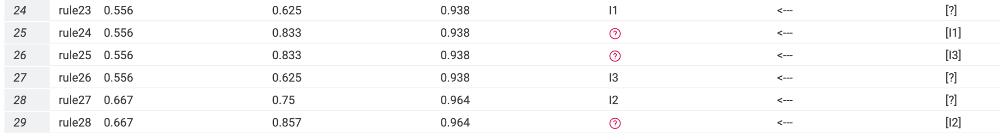 24 rule23 0.556 0.625 0.938 I1 <--- [?]
25 rule24 0.556 0.833 0.938 ? <--- [I1]
26 rule25 0.556 0.833 0.938 ? <--- [I3]
27 rule26 0.556 0.625 0.938 I3 <--- [?]
28 rule27 0.667 0.75 0.964 I2 <--- [?]
29 rule28 0.667 0.857 0.964 ? <--- [I2]